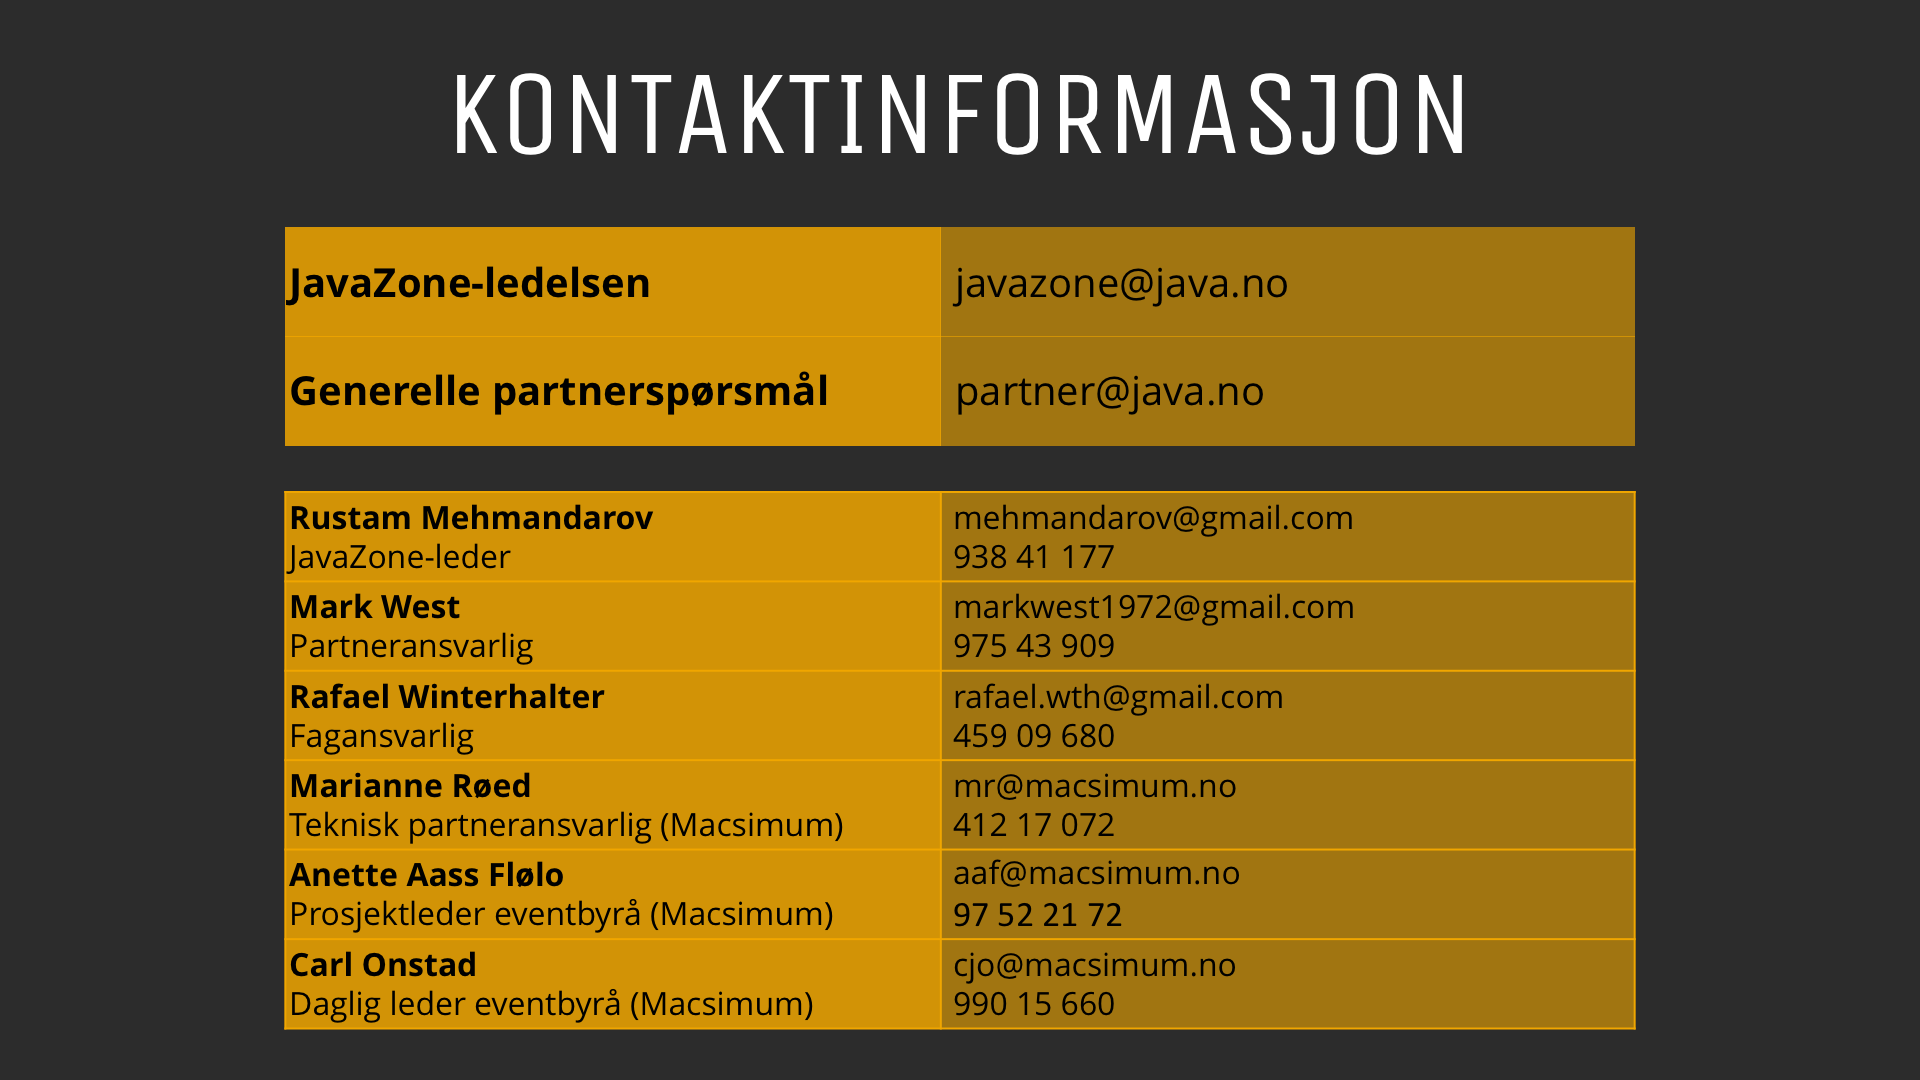 KONTAKTINFORMASJON
JavaZone-ledelsen javazone@java.no
Generelle partnerspørsmål partner@java.no
Rustam Mehmandarov mehmandarov@gmail.com
JavaZone-leder 938 41 177
Mark West markwest1972@gmail.com
Partneransvarlig 975 43 909
Rafael Winterhalter rafael.wth@gmail.com
Fagansvarlig 459 09 680
Marianne Røed mr@macsimum.no
Teknisk partneransvarlig (Macsimum) 412 17 072
Anette Aass Flølo aaf@macsimum.no
Prosjektleder eventbyrå (Macsimum) 97 52 21 72
Carl Onstad cjo@macsimum.no
Daglig leder eventbyrå (Macsimum) 990 15 660